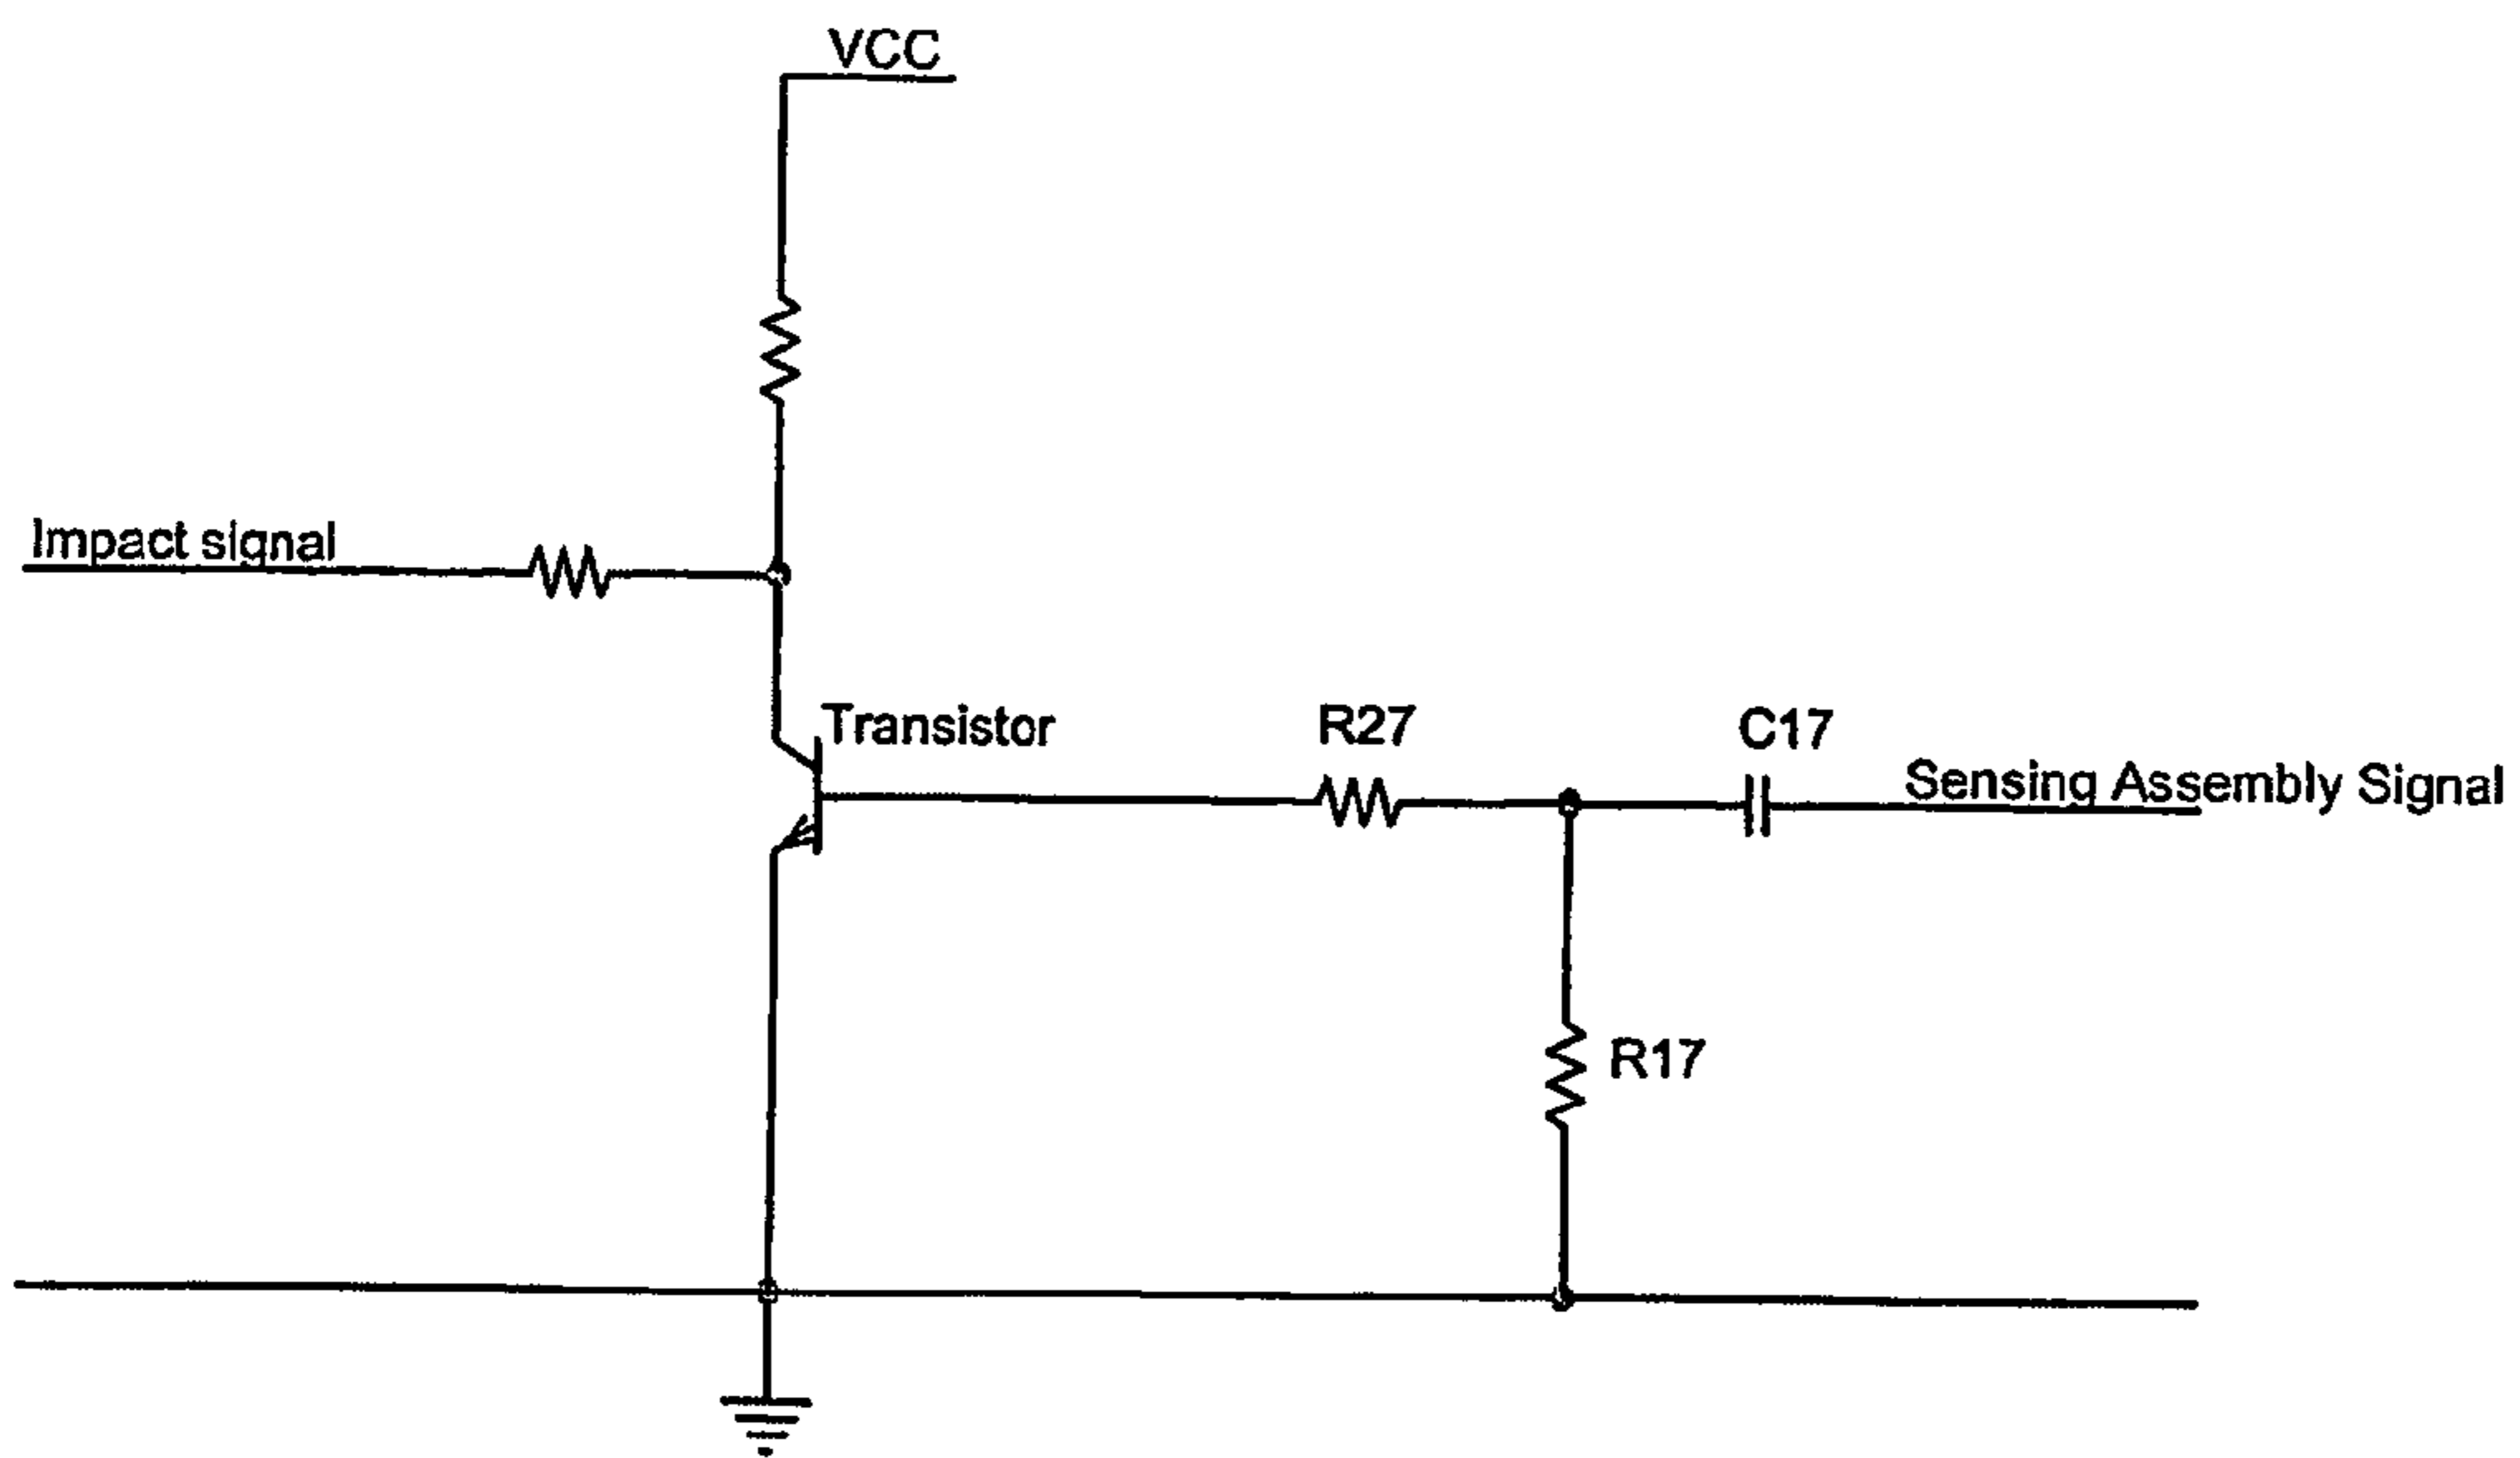 VCC
Impact signal
Transistor
R27
C17
Sensing Assembly Signal
R17